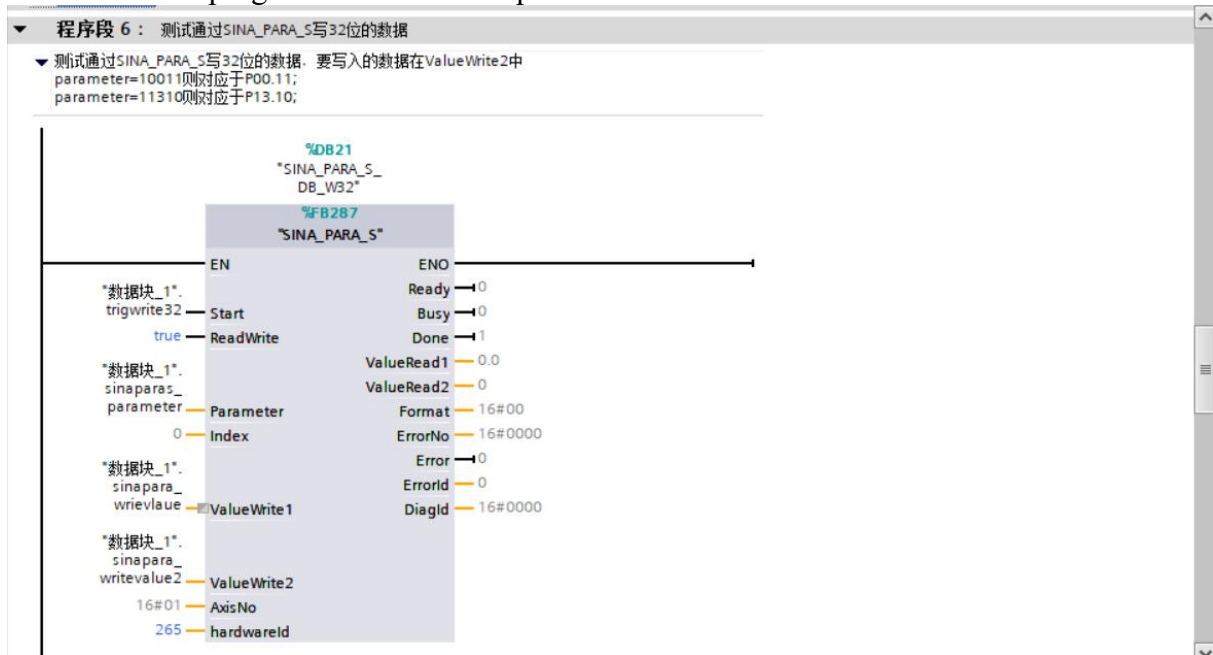 程序段 6： 测试通过SINA_PARA_S写32位的数据
测试通过SINA_PARA_S写32位的数据. 要写入的数据在ValueWrite2中
parameter=10011则对应于P00.11;
parameter=11310则对应于P13.10;
%DB21
"SINA_PARA_S_
DB_W32"
%FB287
"SINA_PARA_S"
EN ENO
Ready 0
"数据块_1".
trigwrite32 Start Busy 0
true ReadWrite Done 1
ValueRead1 0.0
"数据块_1".
sinaparas_ ValueRead2 0
parameter Parameter Format 16#00
0 Index ErrorNo 16#0000
Error 0
"数据块_1".
sinapara_ ErrorId 0
wrievlaue ValueWrite1 DiagId 16#0000
"数据块_1".
sinapara_
writevalue2 ValueWrite2
16#01 AxisNo
265 hardwareId